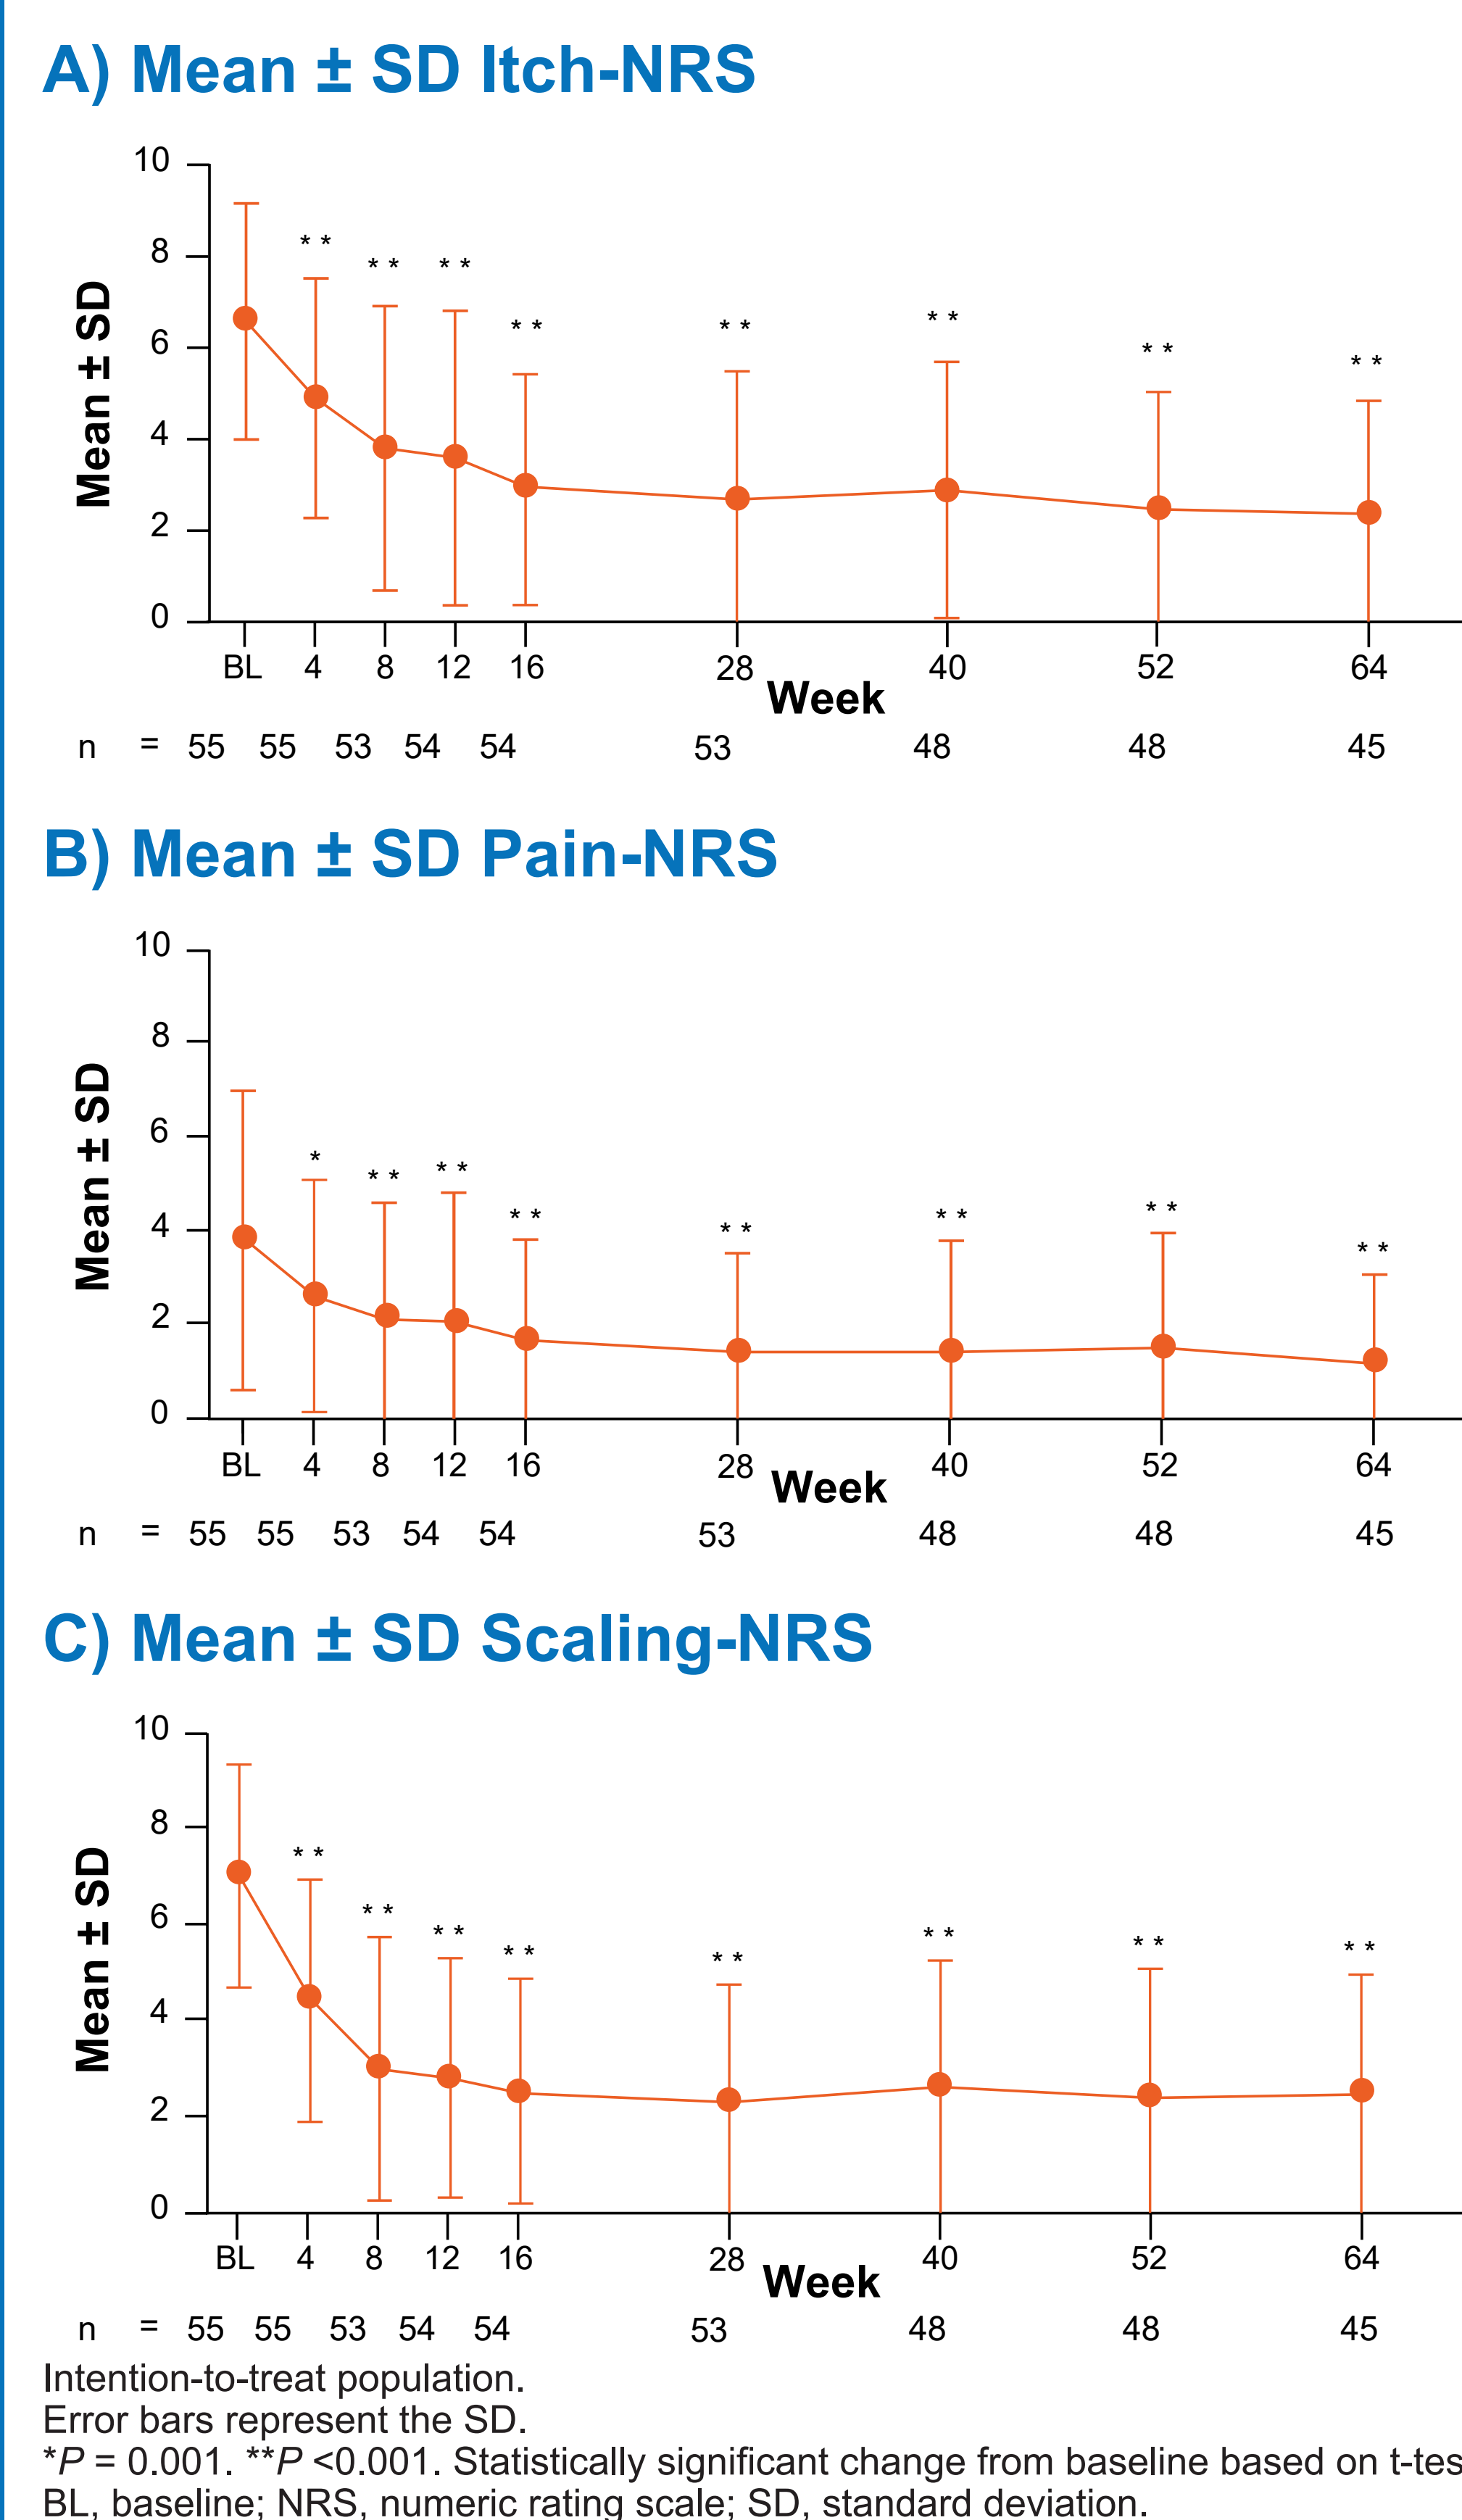 A) Mean ± SD Itch-NRS
10
8
6
4
2
0
Mean ± SD
** ** ** ** ** ** ** **
BL 4 8 12 16 28 40 52 64
Week
n = 55 55 53 54 54 53 48 48 45
B) Mean ± SD Pain-NRS
10
8
6
4
2
0
Mean ± SD
* ** ** ** ** ** ** **
BL 4 8 12 16 28 40 52 64
Week
n = 55 55 53 54 54 53 48 48 45
C) Mean ± SD Scaling-NRS
10
8
6
4
2
0
Mean ± SD
** ** ** ** ** ** ** **
BL 4 8 12 16 28 40 52 64
Week
n = 55 55 53 54 54 53 48 48 45
Intention-to-treat population.
Error bars represent the SD.
*P = 0.001. **P <0.001. Statistically significant change from baseline based on t-tes
BL, baseline; NRS, numeric rating scale; SD, standard deviation.